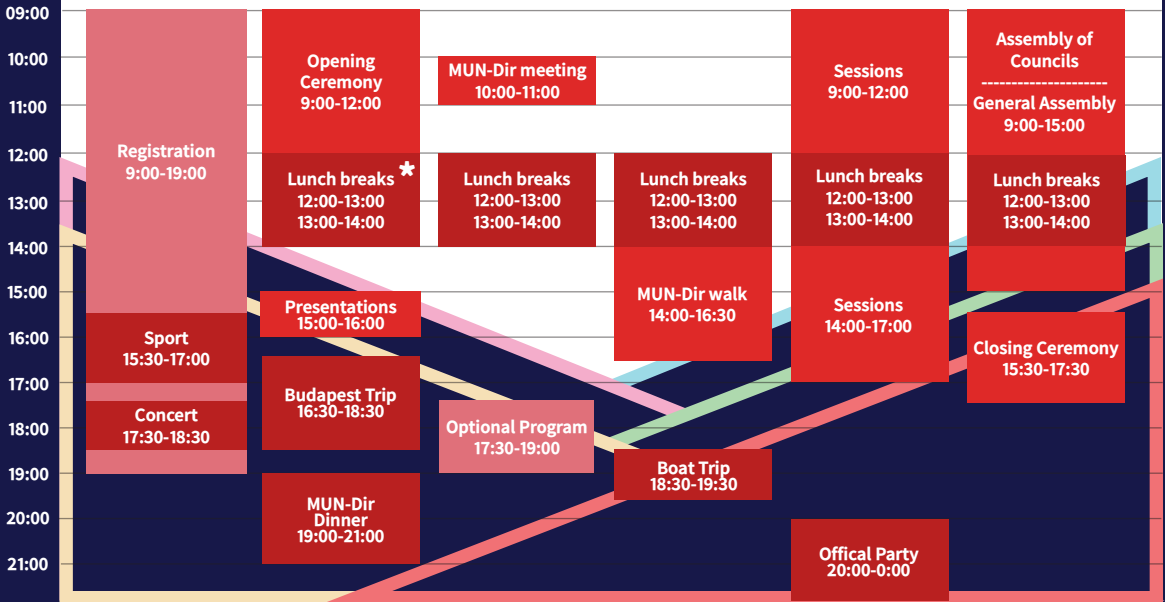 09:00
10:00
11:00
12:00
13:00
14:00
15:00
16:00
17:00
18:00
19:00
20:00
21:00
Registration
9:00-19:00
Sport
15:30-17:00
Concert
17:30-18:30
Opening
Ceremony
9:00-12:00
Lunch breaks *
12:00-13:00
13:00-14:00
Presentations
15:00-16:00
Budapest Trip
16:30-18:30
MUN-Dir
Dinner
19:00-21:00
MUN-Dir meeting
10:00-11:00
Lunch breaks
12:00-13:00
13:00-14:00
Optional Program
17:30-19:00
Lunch breaks
12:00-13:00
13:00-14:00
MUN-Dir walk
14:00-16:30
Boat Trip
18:30-19:30
Sessions
9:00-12:00
Lunch breaks
12:00-13:00
13:00-14:00
Sessions
14:00-17:00
Offical Party
20:00-0:00
Assembly of
Councils
---------------------
General Assembly
9:00-15:00
Lunch breaks
12:00-13:00
13:00-14:00
Closing Ceremony
15:30-17:30